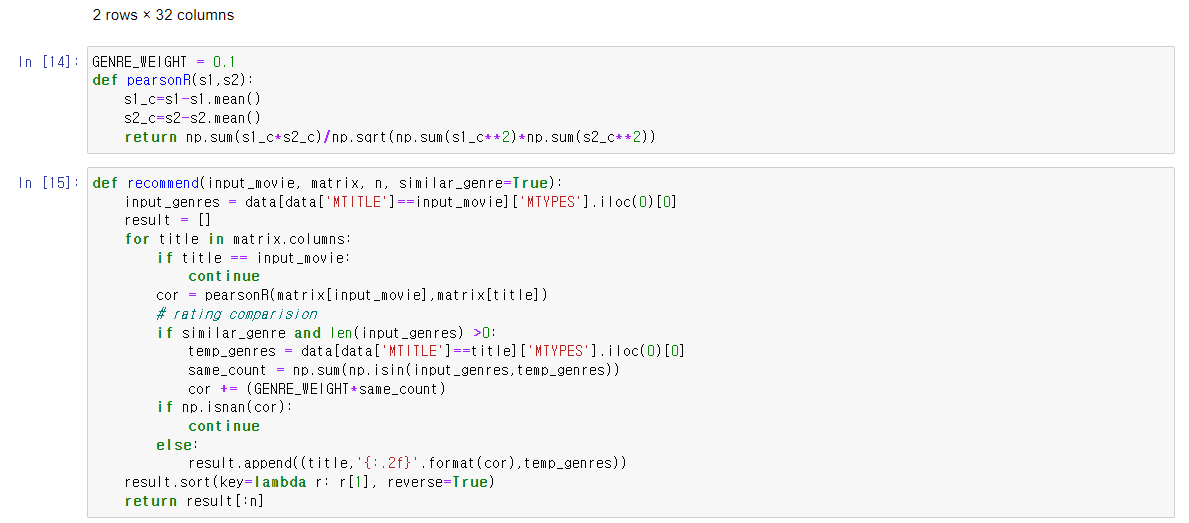 2 rows × 32 columns
In [14]: GENRE_WEIGHT = 0.1
def pearsonR(s1,s2):
    s1_c=s1-s1.mean()
    s2_c=s2-s2.mean()
    return np.sum(s1_c*s2_c)/np.sqrt(np.sum(s1_c**2)*np.sum(s2_c**2))
In [15]: def recommend(input_movie, matrix, n, similar_genre=True):
    input_genres = data[data['MTITLE']==input_movie]['MTYPES'].iloc(0)[0]
    result = []
    for title in matrix.columns:
        if title == input_movie:
            continue
        cor = pearsonR(matrix[input_movie],matrix[title])
        # rating comparision
        if similar_genre and len(input_genres) >0:
            temp_genres = data[data['MTITLE']==title]['MTYPES'].iloc(0)[0]
            same_count = np.sum(np.isin(input_genres,temp_genres))
            cor += (GENRE_WEIGHT*same_count)
        if np.isnan(cor):
            continue
        else:
            result.append((title,'{:.2f}'.format(cor),temp_genres))
    result.sort(key=lambda r: r[1], reverse=True)
    return result[:n]